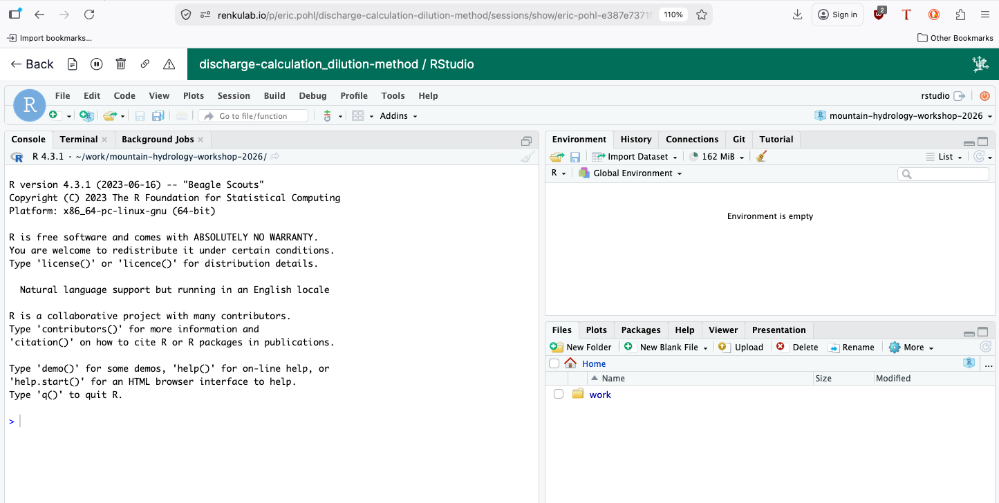 renkulab.io/p/eric.pohl/discharge-calculation-dilution-method/sessions/show/eric-pohl-e387e7371f
110%
Sign in
2
T
Import bookmarks...
Other Bookmarks
Back
discharge-calculation_dilution-method / RStudio
R
File Edit Code View Plots Session Build Debug Profile Tools Help
rstudio
Go to file/function
Addins
mountain-hydrology-workshop-2026
Console Terminal Background Jobs
R 4.3.1 · ~/work/mountain-hydrology-workshop-2026/
R version 4.3.1 (2023-06-16) -- "Beagle Scouts"
Copyright (C) 2023 The R Foundation for Statistical Computing
Platform: x86_64-pc-linux-gnu (64-bit)
R is free software and comes with ABSOLUTELY NO WARRANTY.
You are welcome to redistribute it under certain conditions.
Type 'license()' or 'licence()' for distribution details.
Natural language support but running in an English locale
R is a collaborative project with many contributors.
Type 'contributors()' for more information and
'citation()' on how to cite R or R packages in publications.
Type 'demo()' for some demos, 'help()' for on-line help, or
'help.start()' for an HTML browser interface to help.
Type 'q()' to quit R.
>
Environment History Connections Git Tutorial
Import Dataset 162 MiB List
R Global Environment
Environment is empty
Files Plots Packages Help Viewer Presentation
New Folder New Blank File Upload Delete Rename More
Home ...
Name Size Modified
work